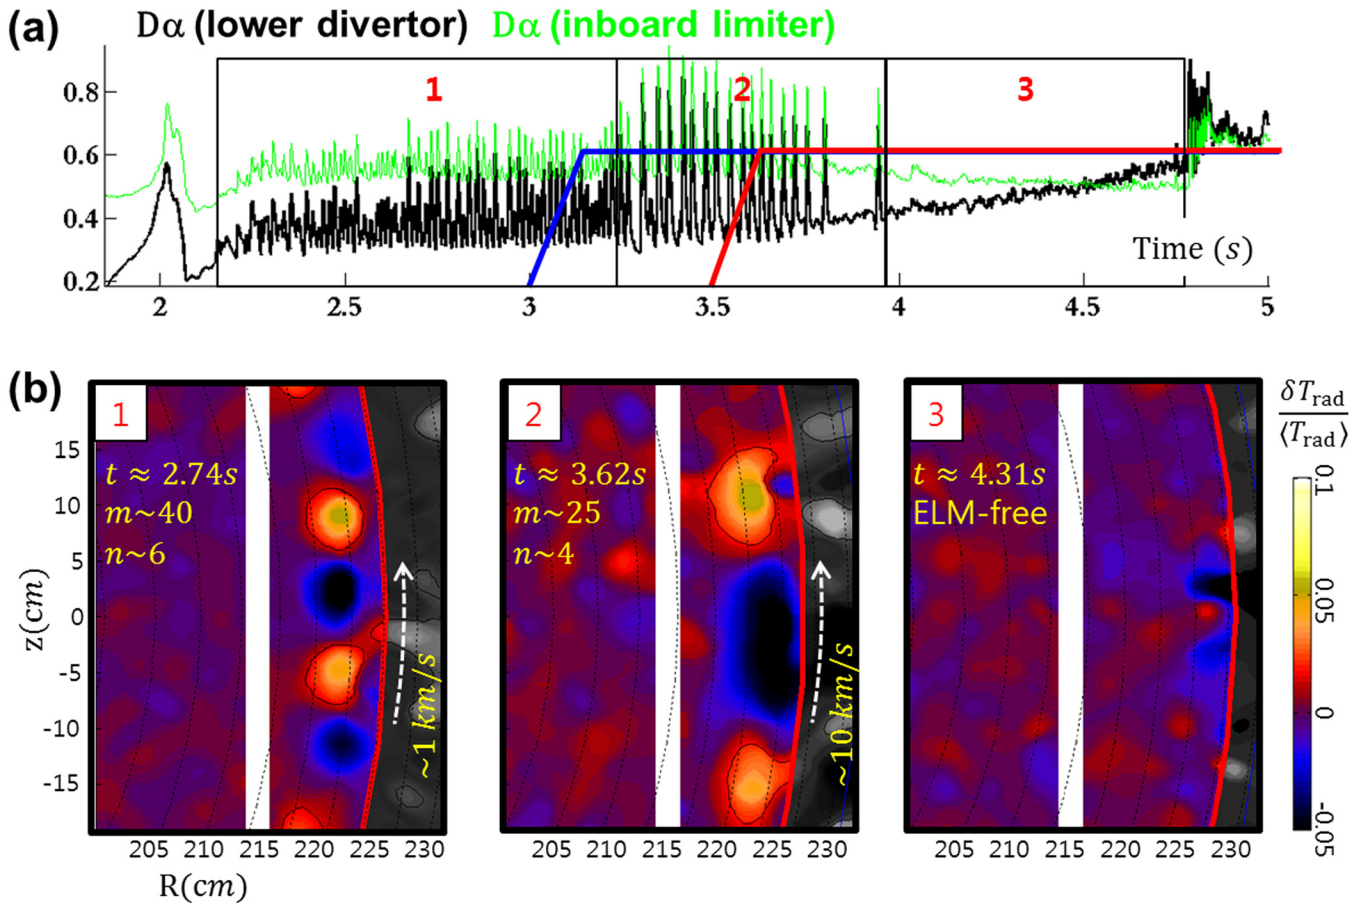 (a) Dα (lower divertor) Dα (inboard limiter)
1 2 3
0.8
0.6
0.4
0.2
Time (s)
2 2.5 3 3.5 4 4.5 5
(b)
1
t ≈ 2.74s
m~40
n~6
~1 km/s
2
t ≈ 3.62s
m~25
n~4
~10 km/s
3
t ≈ 4.31s
ELM-free
z(cm)
15
10
5
0
-5
-10
-15
205 210 215 220 225 230
205 210 215 220 225 230
205 210 215 220 225 230
R(cm)
δT_rad
⟨T_rad⟩
0.1
0.05
0
-0.05